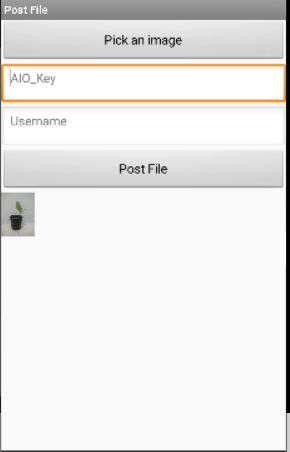 Post File
Pick an image
AIO_Key
Username
Post File